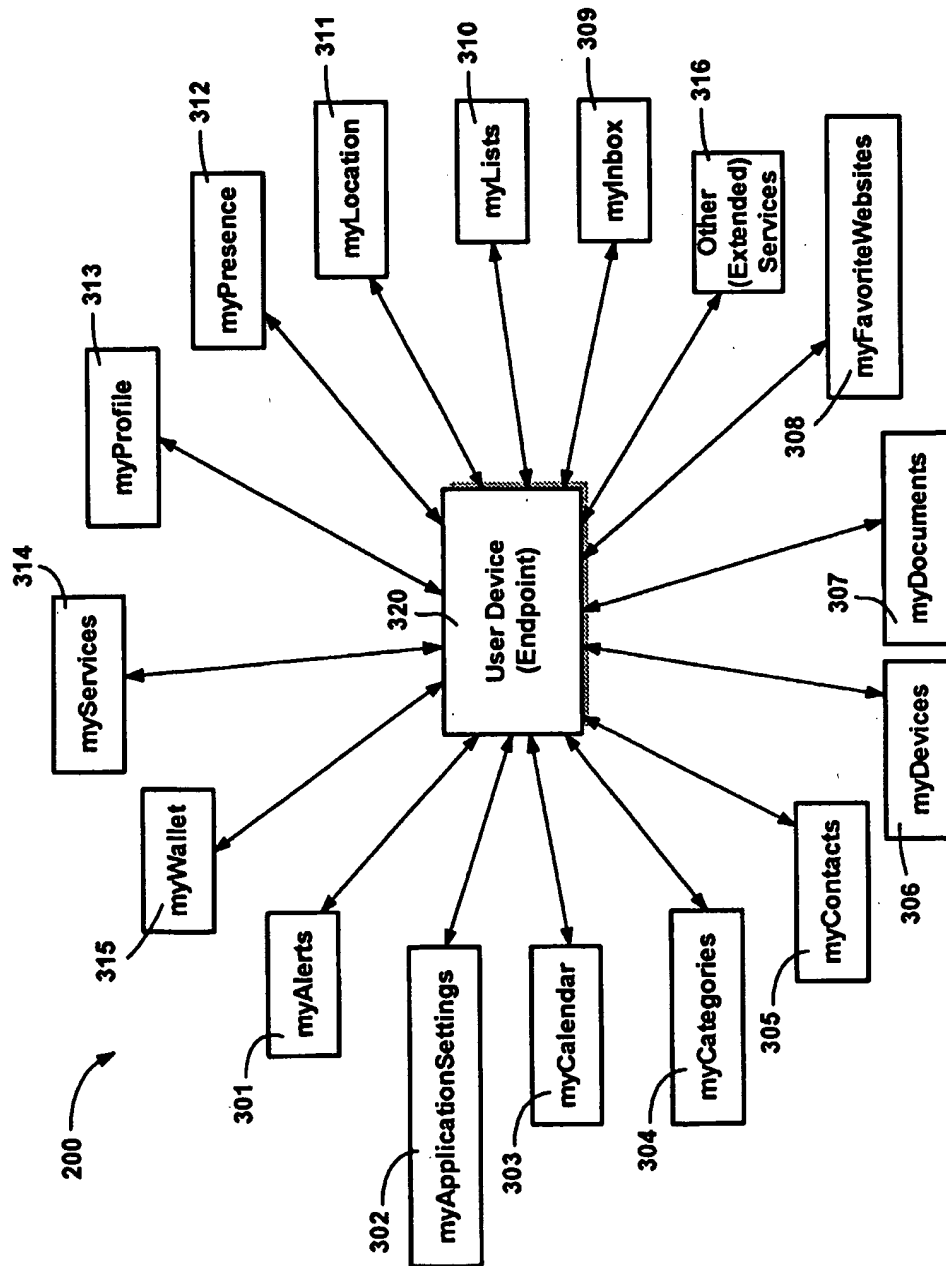 200
314
myServices
313
myProfile
312
myPresence
311
myLocation
310
myLists
309
myInbox
316
Other
(Extended)
Services
308
myFavoriteWebsites
307
myDocuments
306
myDevices
305
myContacts
304
myCategories
303
myCalendar
302
myApplicationSettings
301
myAlerts
315
myWallet
320
User Device
(Endpoint)